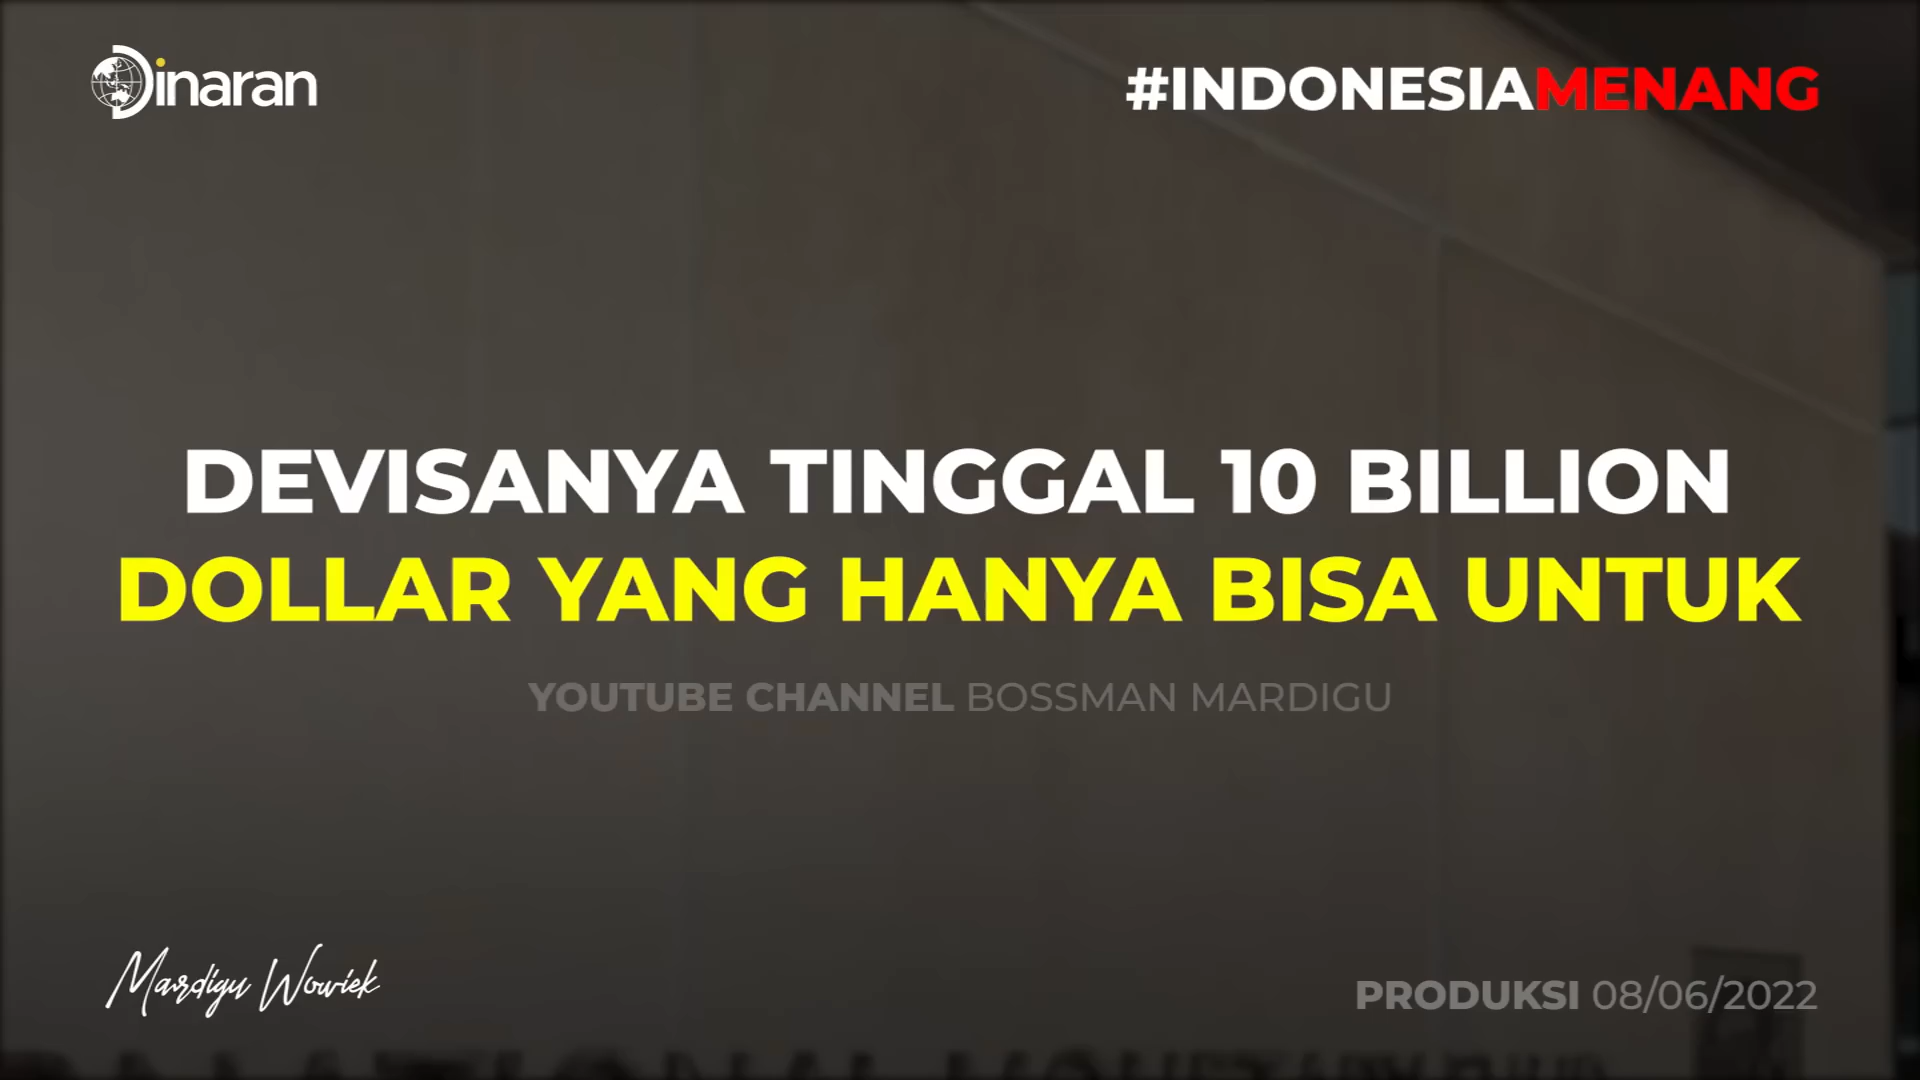 Dinaran
#INDONESIAMENANG
DEVISANYA TINGGAL 10 BILLION
DOLLAR YANG HANYA BISA UNTUK
YOUTUBE CHANNEL BOSSMAN MARDIGU
Mardigu Wowiek
PRODUKSI 08/06/2022